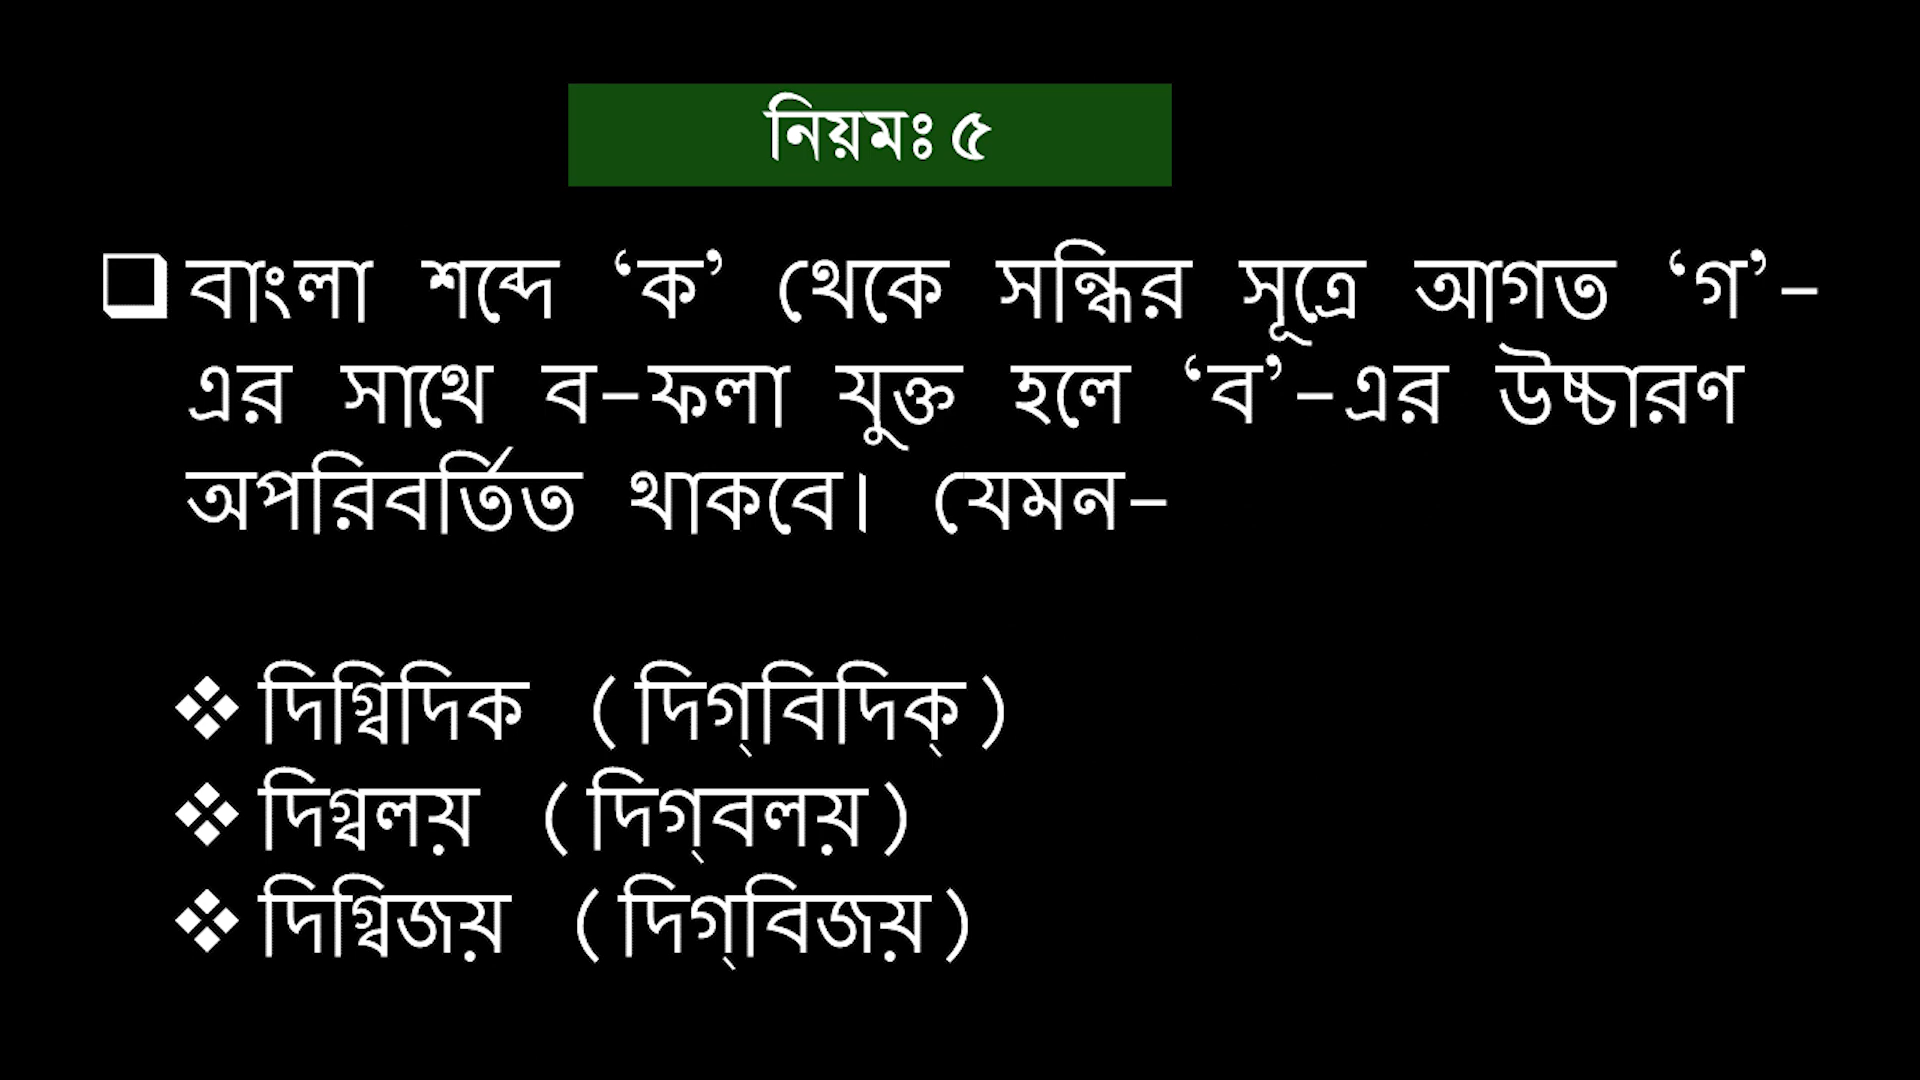 নিয়মঃ ৫
বাংলা শব্দে ‘ক’ থেকে সন্ধির সূত্রে আগত ‘গ’-
এর সাথে ব-ফলা যুক্ত হলে ‘ব’-এর উচ্চারণ
অপরিবর্তিত থাকবে। যেমন-
দিগ্বিদিক (দিগ্‌বিদিক্)
দিগ্বলয় (দিগ্‌বলয়)
দিগ্বিজয় (দিগ্‌বিজয়)